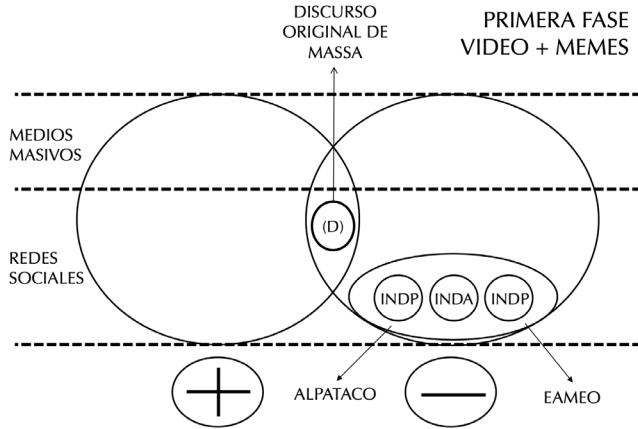 DISCURSO
ORIGINAL DE
MASSA
PRIMERA FASE
VIDEO + MEMES
MEDIOS
MASIVOS
(D)
REDES
SOCIALES
INDP INDA INDP
ALPATACO
EAMEO